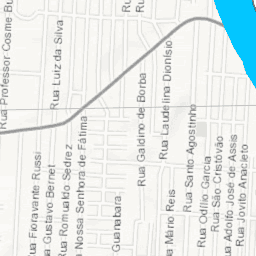 Rua Professor Cosme Bu
Rua Luiz da Silva
Rua Fioravante Russi
Rua Gustavo Bernet
Rua Romualdo Sedrez
Rua Nossa Senhora de Fátima
Guanabara
Rua Galdino de Borba
Rua Laudelina Dionísio
Rua Mário Reis
Rua Santo Agostinho
Rua Odílio Garcia
Rua São Cristóvão
Rua Adolfo José de Assis
Rua Jovito Anacleto